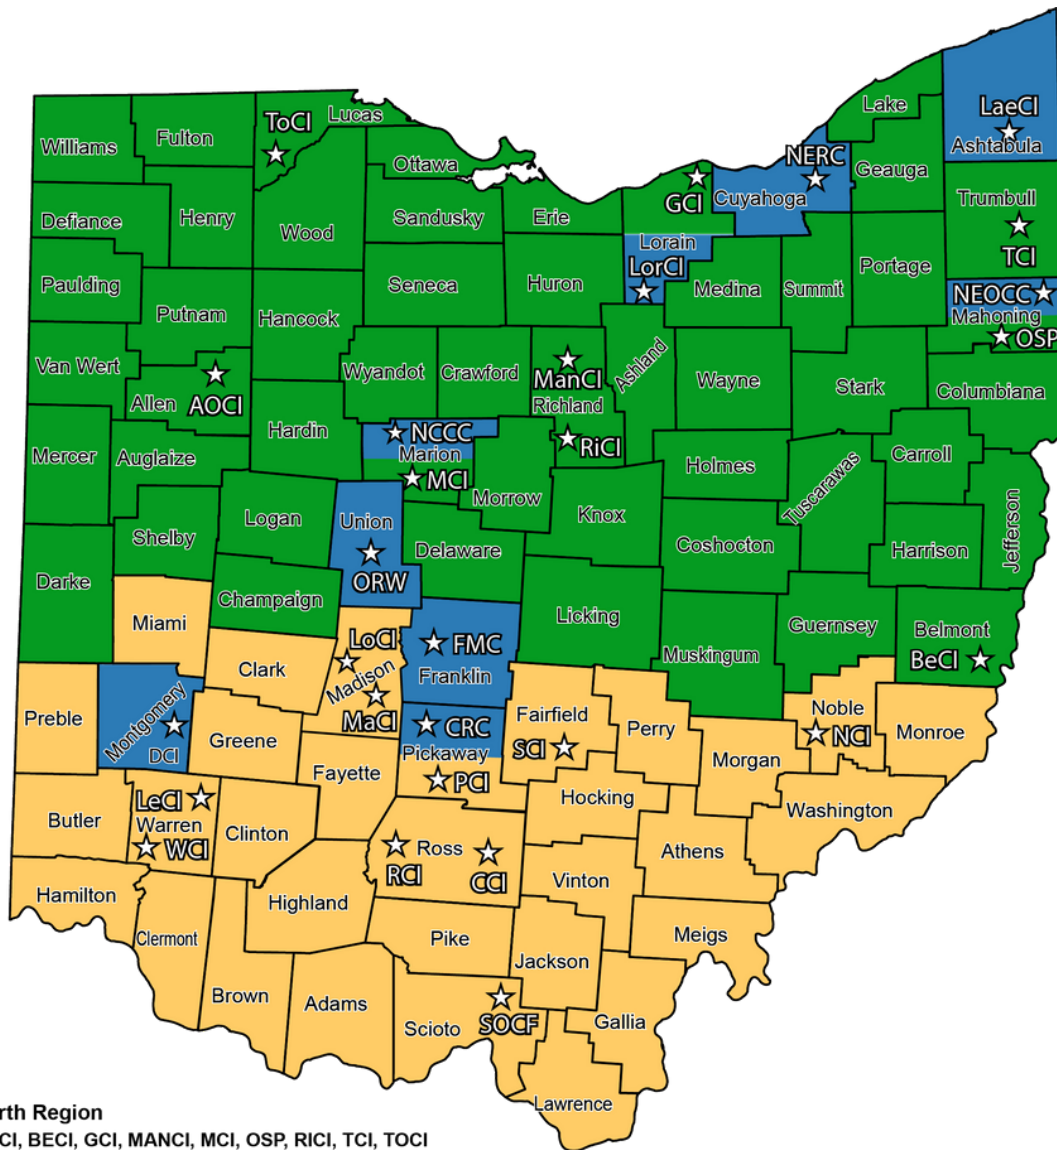 Lake
LaeCI
Ashtabula
ToCI
Lucas
Williams
Fulton
Ottawa
NERC
Geauga
GCI
Cuyahoga
Trumbull
Defiance
Henry
Wood
Sandusky
Erie
Lorain
LorCI
TCI
Portage
Paulding
Seneca
Huron
Medina
Summit
NEOCC
Mahoning
OSP
Putnam
Hancock
Van Wert
Allen
AOCI
Wyandot
Crawford
ManCI
Richland
Ashland
Wayne
Stark
Columbiana
Mercer
Auglaize
Hardin
NCCC
Marion
MCI
RiCI
Morrow
Holmes
Tuscarawas
Carroll
Jefferson
Shelby
Logan
Union
ORW
Delaware
Knox
Coshocton
Harrison
Darke
Champaign
Miami
Licking
Muskingum
Guernsey
Belmont
BeCI
Clark
LoCI
Madison
MaCI
FMC
Franklin
Preble
Montgomery
DCI
Greene
CRC
Pickaway
PCI
Fairfield
SCI
Perry
Morgan
Noble
NCI
Monroe
Fayette
Hocking
Washington
Butler
LeCI
Warren
WCI
Clinton
Ross
RCI
CCI
Athens
Vinton
Hamilton
Highland
Clermont
Pike
Meigs
Jackson
Brown
Adams
Scioto
SOCF
Gallia
Lawrence
rth Region
CI, BECI, GCI, MANCI, MCI, OSP, RICI, TCI, TOCI